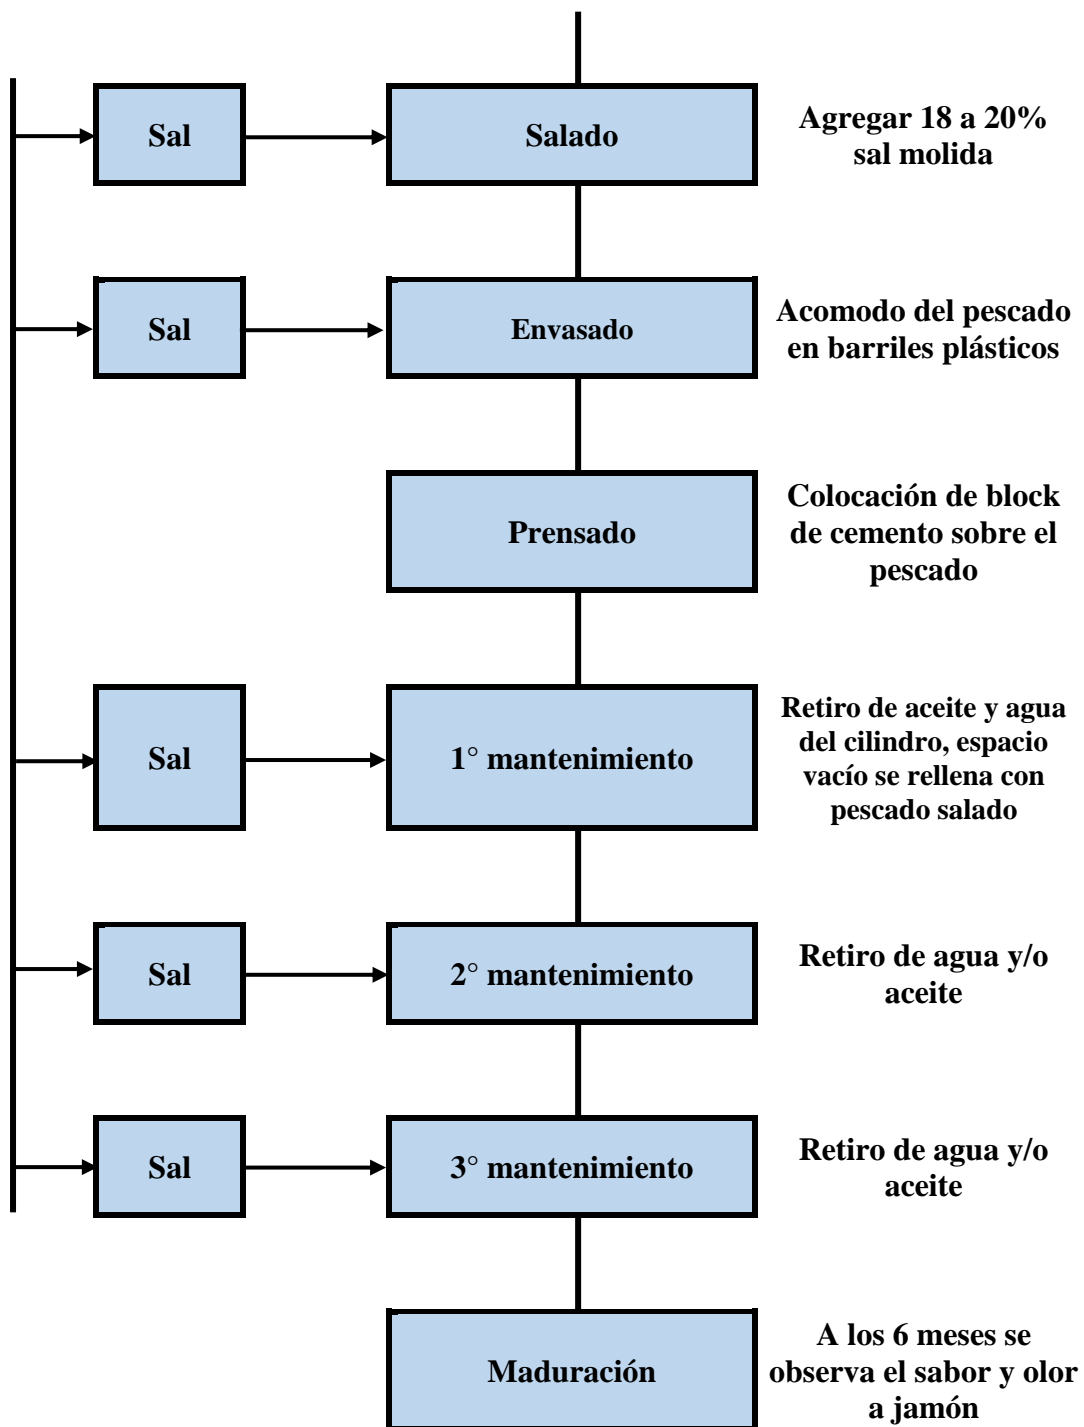 Sal
Salado
Agregar 18 a 20%
sal molida
Sal
Envasado
Acomodo del pescado
en barriles plásticos
Prensado
Colocación de block
de cemento sobre el
pescado
Sal
1° mantenimiento
Retiro de aceite y agua
del cilindro, espacio
vacío se rellena con
pescado salado
Sal
2° mantenimiento
Retiro de agua y/o
aceite
Sal
3° mantenimiento
Retiro de agua y/o
aceite
Maduración
A los 6 meses se
observa el sabor y olor
a jamón